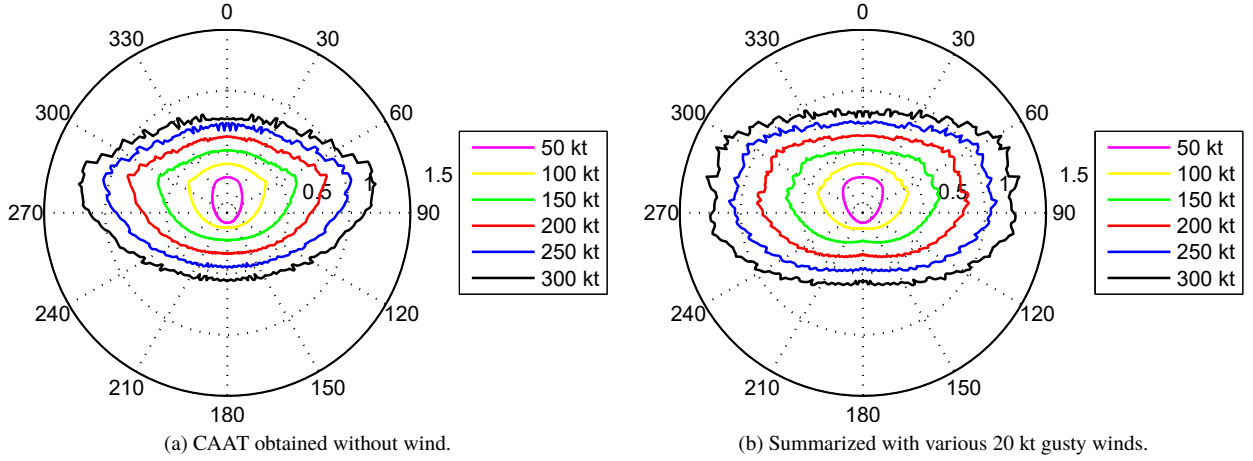 0
30
60
90
120
150
180
210
240
270
300
330
0.5
1
1.5
50 kt
100 kt
150 kt
200 kt
250 kt
300 kt
(a) CAAT obtained without wind.
0
30
60
90
120
150
180
210
240
270
300
330
0.5
1
1.5
50 kt
100 kt
150 kt
200 kt
250 kt
300 kt
(b) Summarized with various 20 kt gusty winds.